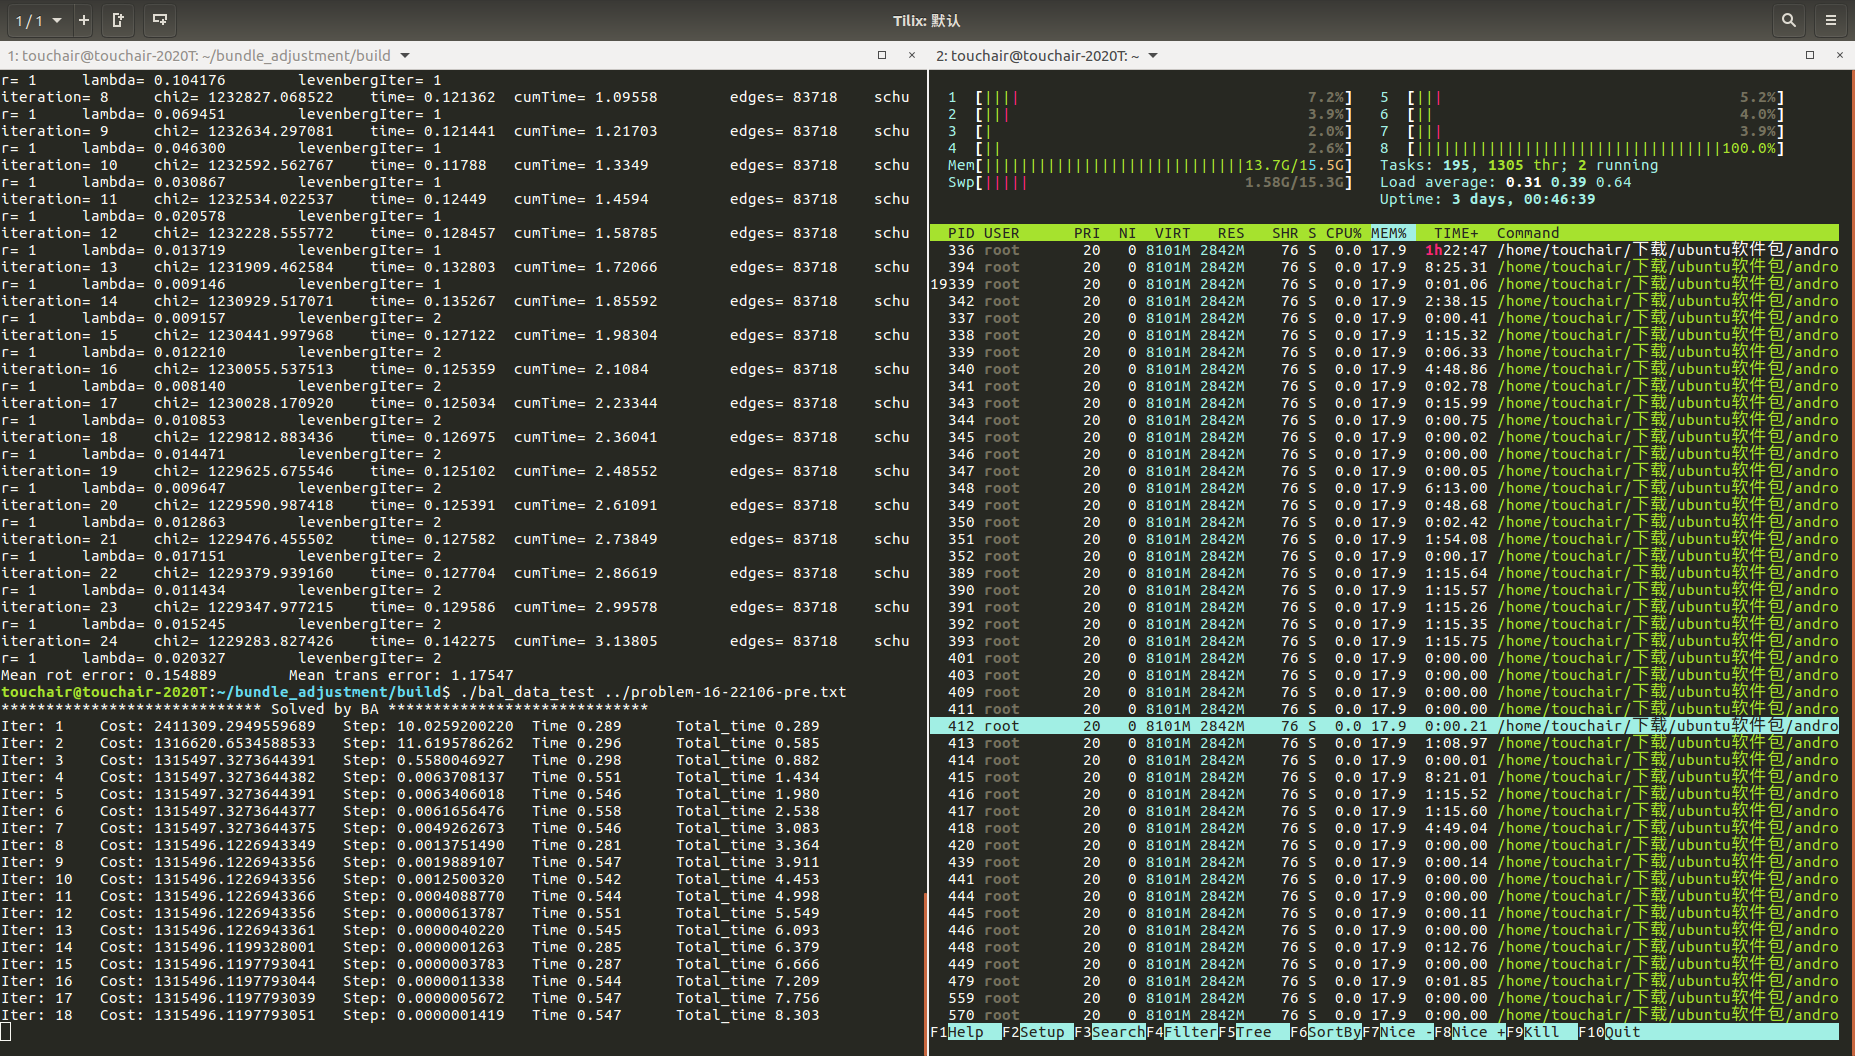 1 / 1
Tilix: 默认
1: touchair@touchair-2020T: ~/bundle_adjustment/build
r= 1     lambda= 0.104176        levenbergIter= 1
iteration= 8     chi2= 1232827.068522    time= 0.121362  cumTime= 1.09558        edges= 83718    schu
r= 1     lambda= 0.069451        levenbergIter= 1
iteration= 9     chi2= 1232634.297081    time= 0.121441  cumTime= 1.21703        edges= 83718    schu
r= 1     lambda= 0.046300        levenbergIter= 1
iteration= 10    chi2= 1232592.562767    time= 0.11788   cumTime= 1.3349         edges= 83718    schu
r= 1     lambda= 0.030867        levenbergIter= 1
iteration= 11    chi2= 1232534.022537    time= 0.12449   cumTime= 1.4594         edges= 83718    schu
r= 1     lambda= 0.020578        levenbergIter= 1
iteration= 12    chi2= 1232228.555772    time= 0.128457  cumTime= 1.58785        edges= 83718    schu
r= 1     lambda= 0.013719        levenbergIter= 1
iteration= 13    chi2= 1231909.462584    time= 0.132803  cumTime= 1.72066        edges= 83718    schu
r= 1     lambda= 0.009146        levenbergIter= 1
iteration= 14    chi2= 1230929.517071    time= 0.135267  cumTime= 1.85592        edges= 83718    schu
r= 1     lambda= 0.009157        levenbergIter= 2
iteration= 15    chi2= 1230441.997968    time= 0.127122  cumTime= 1.98304        edges= 83718    schu
r= 1     lambda= 0.012210        levenbergIter= 2
iteration= 16    chi2= 1230055.537513    time= 0.125359  cumTime= 2.1084         edges= 83718    schu
r= 1     lambda= 0.008140        levenbergIter= 2
iteration= 17    chi2= 1230028.170920    time= 0.125034  cumTime= 2.23344        edges= 83718    schu
r= 1     lambda= 0.010853        levenbergIter= 2
iteration= 18    chi2= 1229812.883436    time= 0.126975  cumTime= 2.36041        edges= 83718    schu
r= 1     lambda= 0.014471        levenbergIter= 2
iteration= 19    chi2= 1229625.675546    time= 0.125102  cumTime= 2.48552        edges= 83718    schu
r= 1     lambda= 0.009647        levenbergIter= 2
iteration= 20    chi2= 1229590.987418    time= 0.125391  cumTime= 2.61091        edges= 83718    schu
r= 1     lambda= 0.012863        levenbergIter= 2
iteration= 21    chi2= 1229476.455502    time= 0.127582  cumTime= 2.73849        edges= 83718    schu
r= 1     lambda= 0.017151        levenbergIter= 2
iteration= 22    chi2= 1229379.939160    time= 0.127704  cumTime= 2.86619        edges= 83718    schu
r= 1     lambda= 0.011434        levenbergIter= 2
iteration= 23    chi2= 1229347.977215    time= 0.129586  cumTime= 2.99578        edges= 83718    schu
r= 1     lambda= 0.015245        levenbergIter= 2
iteration= 24    chi2= 1229283.827426    time= 0.142275  cumTime= 3.13805        edges= 83718    schu
r= 1     lambda= 0.020327        levenbergIter= 2
Mean rot error: 0.154889        Mean trans error: 1.17547
touchair@touchair-2020T:~/bundle_adjustment/build$ ./bal_data_test ../problem-16-22106-pre.txt
***************************** Solved by BA *****************************
Iter: 1    Cost: 2411309.2949559689   Step: 10.0259200220  Time 0.289      Total_time 0.289
Iter: 2    Cost: 1316620.6534588533   Step: 11.6195786262  Time 0.296      Total_time 0.585
Iter: 3    Cost: 1315497.3273644391   Step: 0.5580046927   Time 0.298      Total_time 0.882
Iter: 4    Cost: 1315497.3273644382   Step: 0.0063708137   Time 0.551      Total_time 1.434
Iter: 5    Cost: 1315497.3273644391   Step: 0.0063406018   Time 0.546      Total_time 1.980
Iter: 6    Cost: 1315497.3273644377   Step: 0.0061656476   Time 0.558      Total_time 2.538
Iter: 7    Cost: 1315497.3273644375   Step: 0.0049262673   Time 0.546      Total_time 3.083
Iter: 8    Cost: 1315496.1226943349   Step: 0.0013751490   Time 0.281      Total_time 3.364
Iter: 9    Cost: 1315496.1226943356   Step: 0.0019889107   Time 0.547      Total_time 3.911
Iter: 10   Cost: 1315496.1226943356   Step: 0.0012500320   Time 0.542      Total_time 4.453
Iter: 11   Cost: 1315496.1226943366   Step: 0.0004088770   Time 0.544      Total_time 4.998
Iter: 12   Cost: 1315496.1226943356   Step: 0.0000613787   Time 0.551      Total_time 5.549
Iter: 13   Cost: 1315496.1226943361   Step: 0.0000040220   Time 0.545      Total_time 6.093
Iter: 14   Cost: 1315496.1199328001   Step: 0.0000001263   Time 0.285      Total_time 6.379
Iter: 15   Cost: 1315496.1197793041   Step: 0.0000003783   Time 0.287      Total_time 6.666
Iter: 16   Cost: 1315496.1197793044   Step: 0.0000011338   Time 0.544      Total_time 7.209
Iter: 17   Cost: 1315496.1197793039   Step: 0.0000005672   Time 0.547      Total_time 7.756
Iter: 18   Cost: 1315496.1197793051   Step: 0.0000001419   Time 0.547      Total_time 8.303
2: touchair@touchair-2020T: ~
1 [|||| 7.2%] 5 [||| 5.2%]
2 [||| 3.9%] 6 [|| 4.0%]
3 [| 2.0%] 7 [||| 3.9%]
4 [|| 2.6%] 8 [||||||||||||||||||||||||||||||||||100.0%]
Mem[|||||||||||||||||||||||||||||13.7G/15.5G] Tasks: 195, 1305 thr; 2 running
Swp[||||| 1.58G/15.3G] Load average: 0.31 0.39 0.64
Uptime: 3 days, 00:46:39
PID USER PRI NI VIRT RES SHR S CPU% MEM% TIME+ Command
336 root 20 0 8101M 2842M 76 S 0.0 17.9 1h22:47 /home/touchair/下载/ubuntu软件包/andro
394 root 20 0 8101M 2842M 76 S 0.0 17.9 8:25.31 /home/touchair/下载/ubuntu软件包/andro
19339 root 20 0 8101M 2842M 76 S 0.0 17.9 0:01.06 /home/touchair/下载/ubuntu软件包/andro
342 root 20 0 8101M 2842M 76 S 0.0 17.9 2:38.15 /home/touchair/下载/ubuntu软件包/andro
337 root 20 0 8101M 2842M 76 S 0.0 17.9 0:00.41 /home/touchair/下载/ubuntu软件包/andro
338 root 20 0 8101M 2842M 76 S 0.0 17.9 1:15.32 /home/touchair/下载/ubuntu软件包/andro
339 root 20 0 8101M 2842M 76 S 0.0 17.9 0:06.33 /home/touchair/下载/ubuntu软件包/andro
340 root 20 0 8101M 2842M 76 S 0.0 17.9 4:48.86 /home/touchair/下载/ubuntu软件包/andro
341 root 20 0 8101M 2842M 76 S 0.0 17.9 0:02.78 /home/touchair/下载/ubuntu软件包/andro
343 root 20 0 8101M 2842M 76 S 0.0 17.9 0:15.99 /home/touchair/下载/ubuntu软件包/andro
344 root 20 0 8101M 2842M 76 S 0.0 17.9 0:00.75 /home/touchair/下载/ubuntu软件包/andro
345 root 20 0 8101M 2842M 76 S 0.0 17.9 0:00.02 /home/touchair/下载/ubuntu软件包/andro
346 root 20 0 8101M 2842M 76 S 0.0 17.9 0:00.00 /home/touchair/下载/ubuntu软件包/andro
347 root 20 0 8101M 2842M 76 S 0.0 17.9 0:00.05 /home/touchair/下载/ubuntu软件包/andro
348 root 20 0 8101M 2842M 76 S 0.0 17.9 6:13.00 /home/touchair/下载/ubuntu软件包/andro
349 root 20 0 8101M 2842M 76 S 0.0 17.9 0:48.68 /home/touchair/下载/ubuntu软件包/andro
350 root 20 0 8101M 2842M 76 S 0.0 17.9 0:02.42 /home/touchair/下载/ubuntu软件包/andro
351 root 20 0 8101M 2842M 76 S 0.0 17.9 1:54.08 /home/touchair/下载/ubuntu软件包/andro
352 root 20 0 8101M 2842M 76 S 0.0 17.9 0:00.17 /home/touchair/下载/ubuntu软件包/andro
389 root 20 0 8101M 2842M 76 S 0.0 17.9 1:15.64 /home/touchair/下载/ubuntu软件包/andro
390 root 20 0 8101M 2842M 76 S 0.0 17.9 1:15.57 /home/touchair/下载/ubuntu软件包/andro
391 root 20 0 8101M 2842M 76 S 0.0 17.9 1:15.26 /home/touchair/下载/ubuntu软件包/andro
392 root 20 0 8101M 2842M 76 S 0.0 17.9 1:15.35 /home/touchair/下载/ubuntu软件包/andro
393 root 20 0 8101M 2842M 76 S 0.0 17.9 1:15.75 /home/touchair/下载/ubuntu软件包/andro
401 root 20 0 8101M 2842M 76 S 0.0 17.9 0:00.00 /home/touchair/下载/ubuntu软件包/andro
403 root 20 0 8101M 2842M 76 S 0.0 17.9 0:00.00 /home/touchair/下载/ubuntu软件包/andro
409 root 20 0 8101M 2842M 76 S 0.0 17.9 0:00.00 /home/touchair/下载/ubuntu软件包/andro
411 root 20 0 8101M 2842M 76 S 0.0 17.9 0:00.00 /home/touchair/下载/ubuntu软件包/andro
412 root 20 0 8101M 2842M 76 S 0.0 17.9 0:00.21 /home/touchair/下载/ubuntu软件包/andro
413 root 20 0 8101M 2842M 76 S 0.0 17.9 1:08.97 /home/touchair/下载/ubuntu软件包/andro
414 root 20 0 8101M 2842M 76 S 0.0 17.9 0:00.01 /home/touchair/下载/ubuntu软件包/andro
415 root 20 0 8101M 2842M 76 S 0.0 17.9 8:21.01 /home/touchair/下载/ubuntu软件包/andro
416 root 20 0 8101M 2842M 76 S 0.0 17.9 1:15.52 /home/touchair/下载/ubuntu软件包/andro
417 root 20 0 8101M 2842M 76 S 0.0 17.9 1:15.60 /home/touchair/下载/ubuntu软件包/andro
418 root 20 0 8101M 2842M 76 S 0.0 17.9 4:49.04 /home/touchair/下载/ubuntu软件包/andro
420 root 20 0 8101M 2842M 76 S 0.0 17.9 0:00.00 /home/touchair/下载/ubuntu软件包/andro
439 root 20 0 8101M 2842M 76 S 0.0 17.9 0:00.14 /home/touchair/下载/ubuntu软件包/andro
441 root 20 0 8101M 2842M 76 S 0.0 17.9 0:00.00 /home/touchair/下载/ubuntu软件包/andro
444 root 20 0 8101M 2842M 76 S 0.0 17.9 0:00.00 /home/touchair/下载/ubuntu软件包/andro
445 root 20 0 8101M 2842M 76 S 0.0 17.9 0:00.11 /home/touchair/下载/ubuntu软件包/andro
446 root 20 0 8101M 2842M 76 S 0.0 17.9 0:00.00 /home/touchair/下载/ubuntu软件包/andro
448 root 20 0 8101M 2842M 76 S 0.0 17.9 0:12.76 /home/touchair/下载/ubuntu软件包/andro
449 root 20 0 8101M 2842M 76 S 0.0 17.9 0:00.00 /home/touchair/下载/ubuntu软件包/andro
479 root 20 0 8101M 2842M 76 S 0.0 17.9 0:01.85 /home/touchair/下载/ubuntu软件包/andro
559 root 20 0 8101M 2842M 76 S 0.0 17.9 0:00.00 /home/touchair/下载/ubuntu软件包/andro
570 root 20 0 8101M 2842M 76 S 0.0 17.9 0:00.00 /home/touchair/下载/ubuntu软件包/andro
F1Help  F2Setup F3SearchF4FilterF5Tree  F6SortByF7Nice -F8Nice +F9Kill  F10Quit